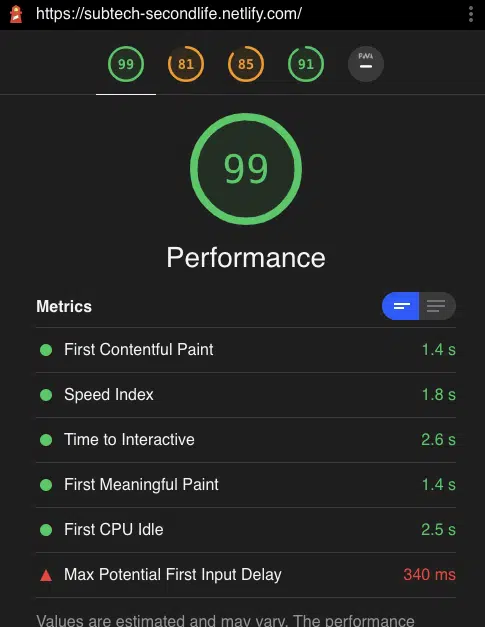 https://subtech-secondlife.netlify.com/
99 81 85 91 PWA
99
Performance
Metrics
First Contentful Paint 1.4 s
Speed Index 1.8 s
Time to Interactive 2.6 s
First Meaningful Paint 1.4 s
First CPU Idle 2.5 s
Max Potential First Input Delay 340 ms
Values are estimated and may vary. The performance